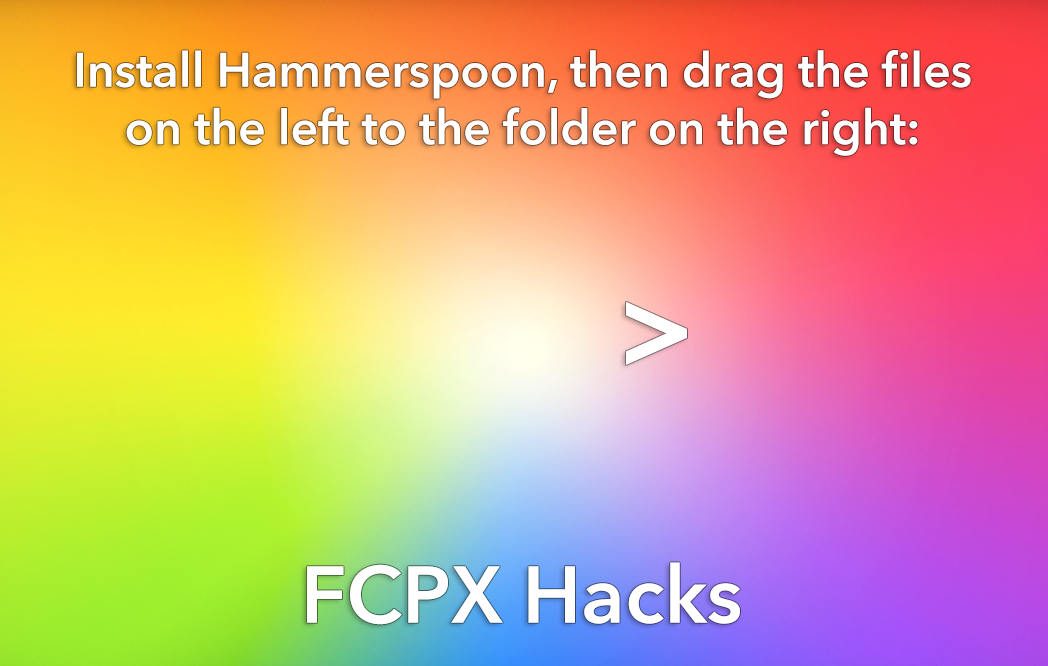 Install Hammerspoon, then drag the files
on the left to the folder on the right:
>
FCPX Hacks